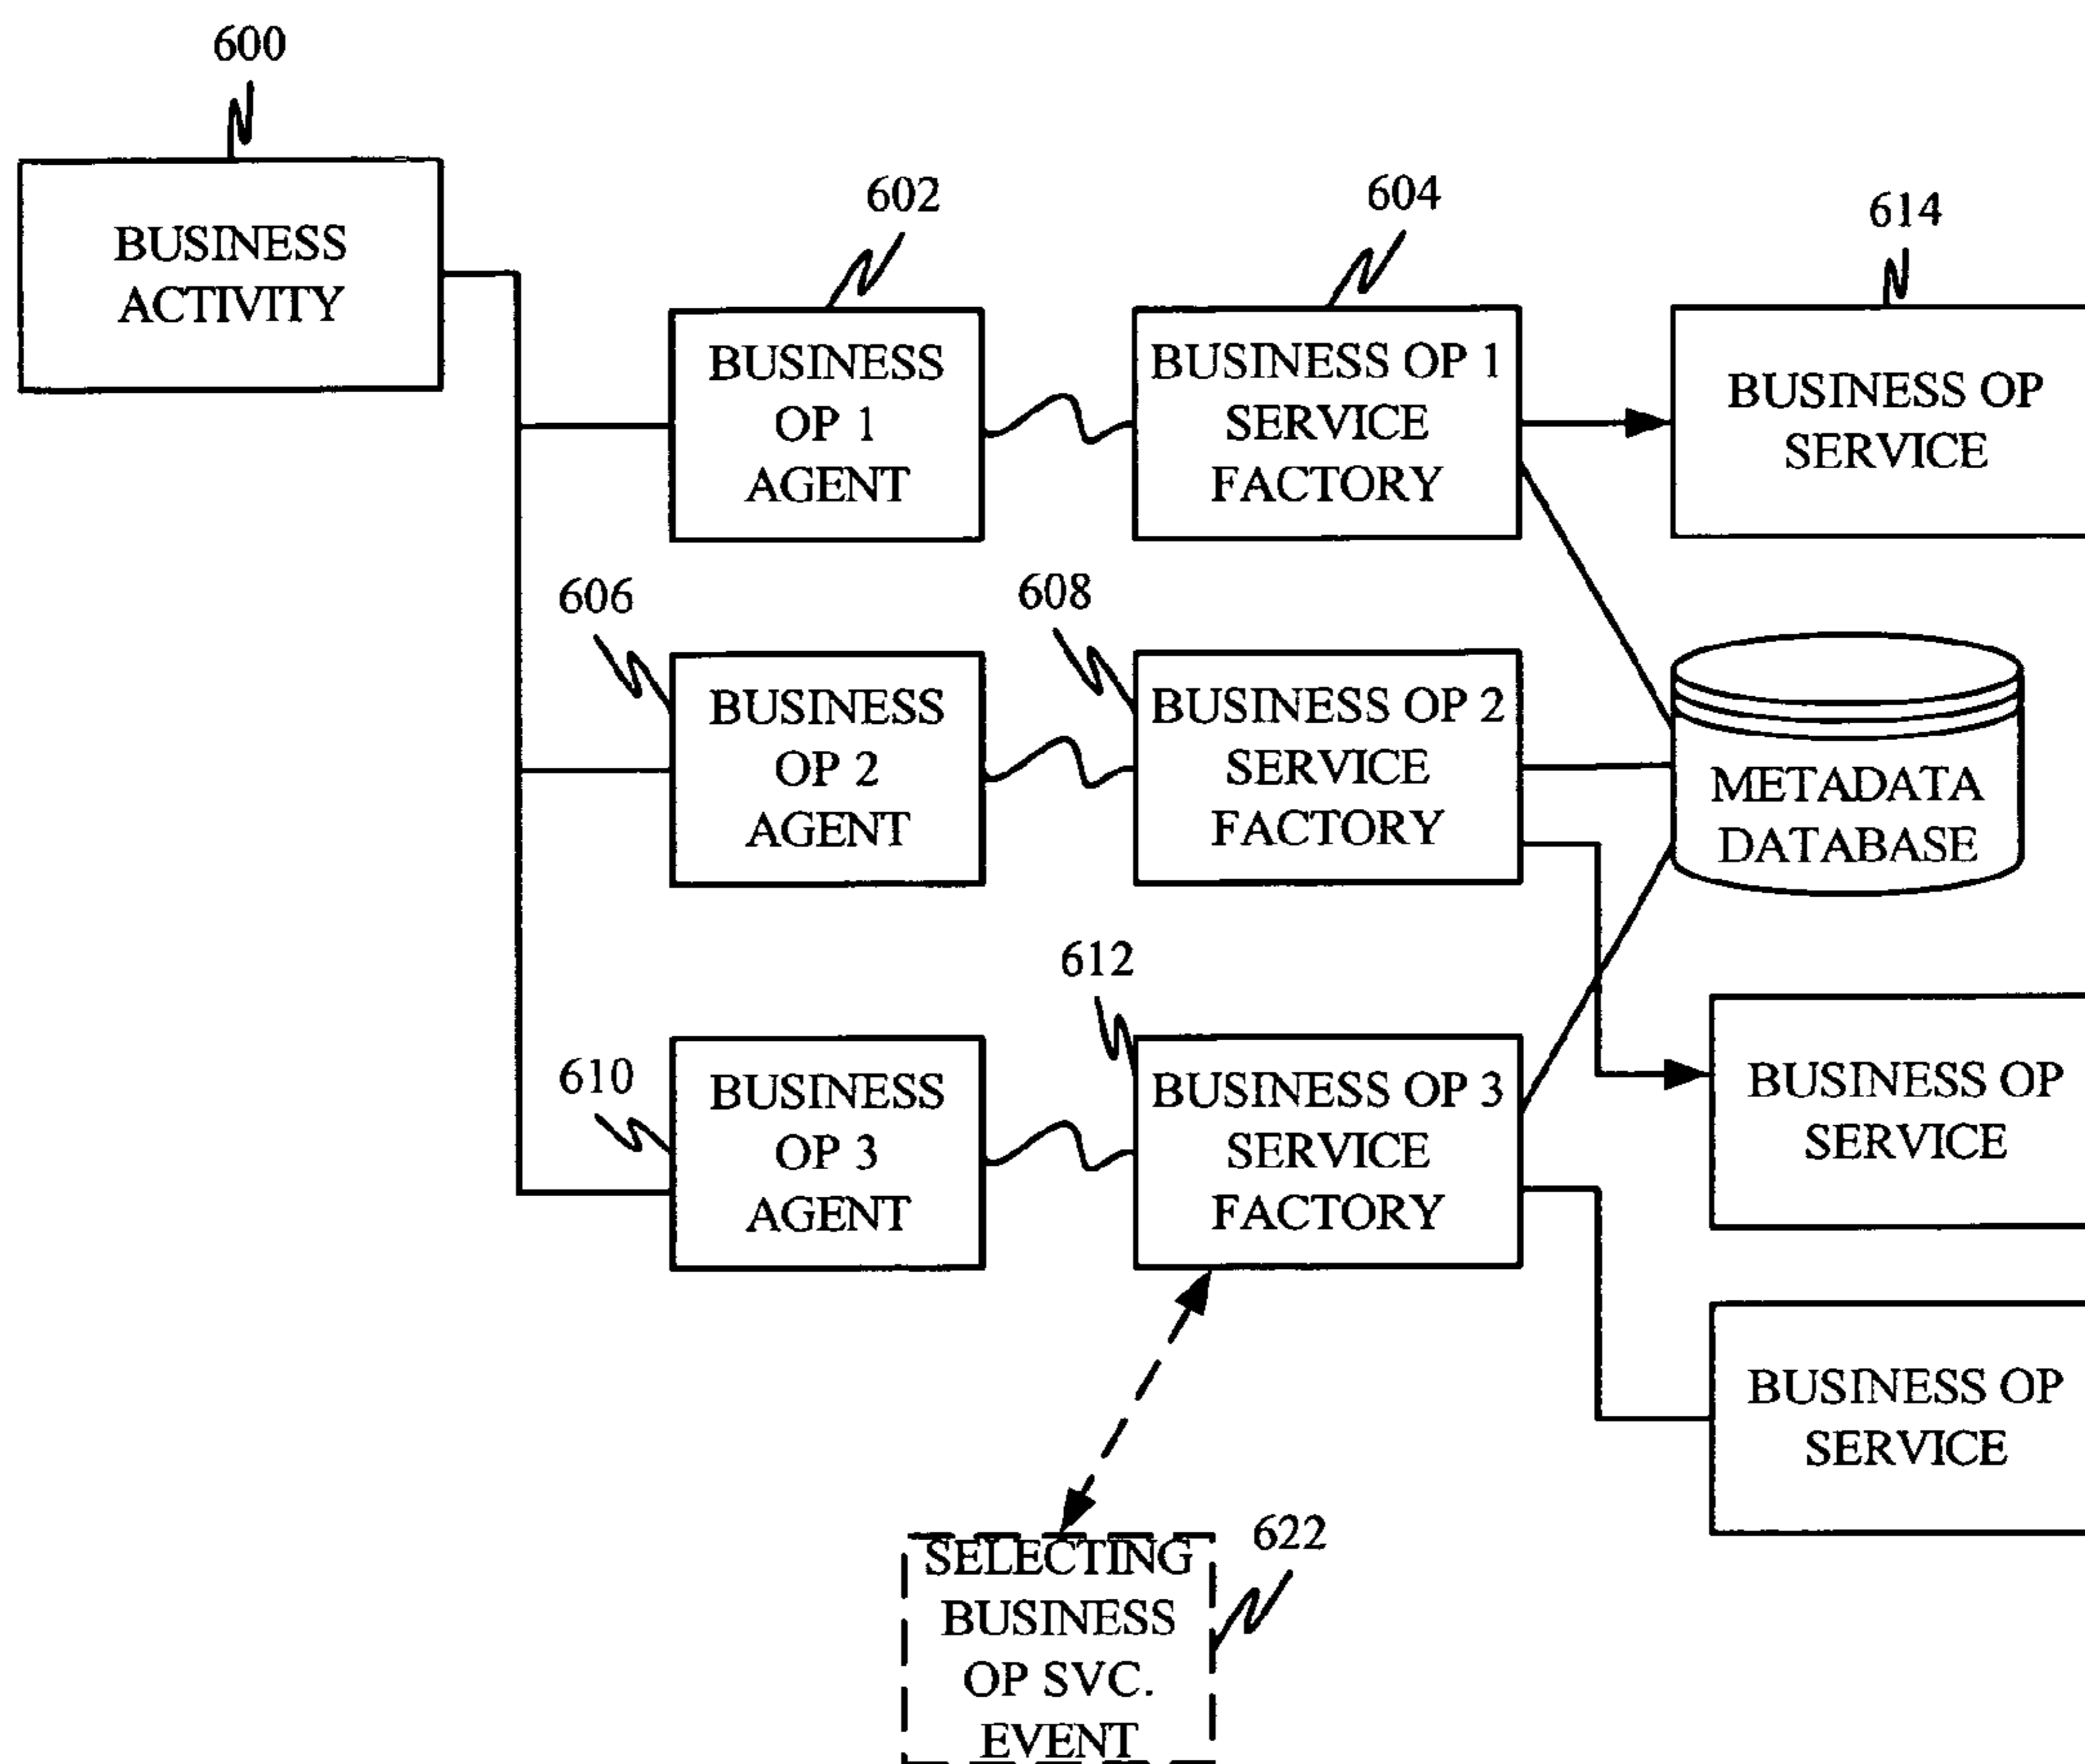 600
BUSINESS
ACTIVITY
602
BUSINESS
OP 1
AGENT
604
BUSINESS OP 1
SERVICE
FACTORY
614
BUSINESS OP
SERVICE
606
BUSINESS
OP 2
AGENT
608
BUSINESS OP 2
SERVICE
FACTORY
METADATA
DATABASE
610
BUSINESS
OP 3
AGENT
612
BUSINESS OP 3
SERVICE
FACTORY
BUSINESS OP
SERVICE
BUSINESS OP
SERVICE
622
SELECTING
BUSINESS
OP SVC.
EVENT